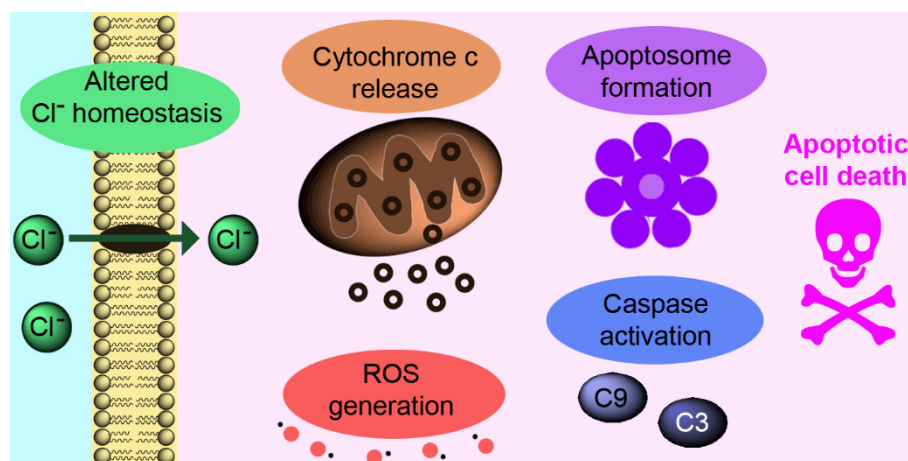 Altered
Cl⁻ homeostasis
Cl⁻
Cl⁻
Cl⁻
Cytochrome c
release
ROS
generation
Apoptosome
formation
Caspase
activation
C9
C3
Apoptotic
cell death